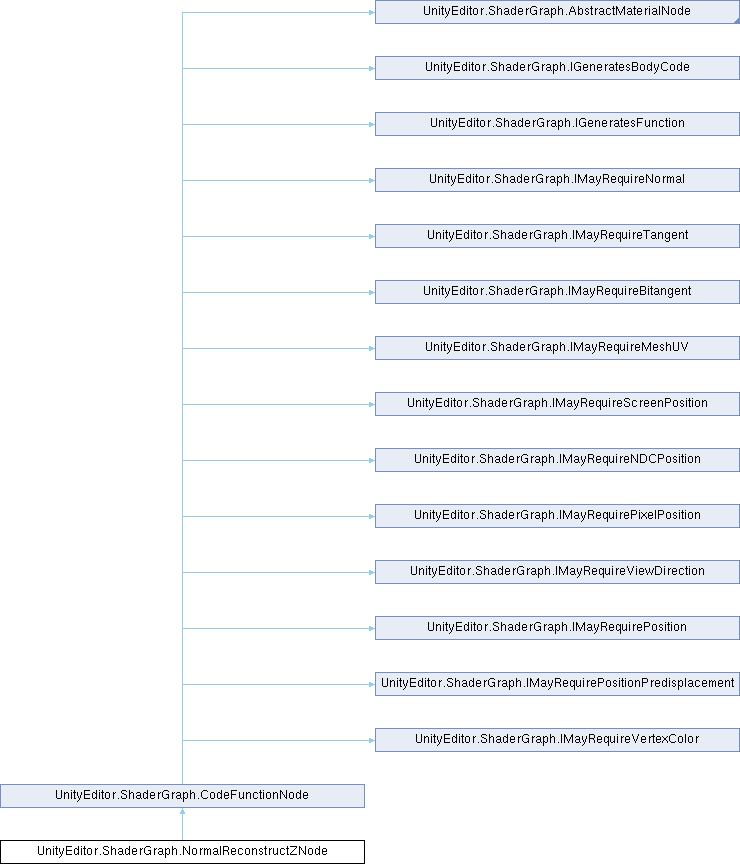 UnityEditor.ShaderGraph.AbstractMaterialNode
UnityEditor.ShaderGraph.IGeneratesBodyCode
UnityEditor.ShaderGraph.IGeneratesFunction
UnityEditor.ShaderGraph.IMayRequireNormal
UnityEditor.ShaderGraph.IMayRequireTangent
UnityEditor.ShaderGraph.IMayRequireBitangent
UnityEditor.ShaderGraph.IMayRequireMeshUV
UnityEditor.ShaderGraph.IMayRequireScreenPosition
UnityEditor.ShaderGraph.IMayRequireNDCPosition
UnityEditor.ShaderGraph.IMayRequirePixelPosition
UnityEditor.ShaderGraph.IMayRequireViewDirection
UnityEditor.ShaderGraph.IMayRequirePosition
UnityEditor.ShaderGraph.IMayRequirePositionPredisplacement
UnityEditor.ShaderGraph.IMayRequireVertexColor
UnityEditor.ShaderGraph.CodeFunctionNode
UnityEditor.ShaderGraph.NormalReconstructZNode